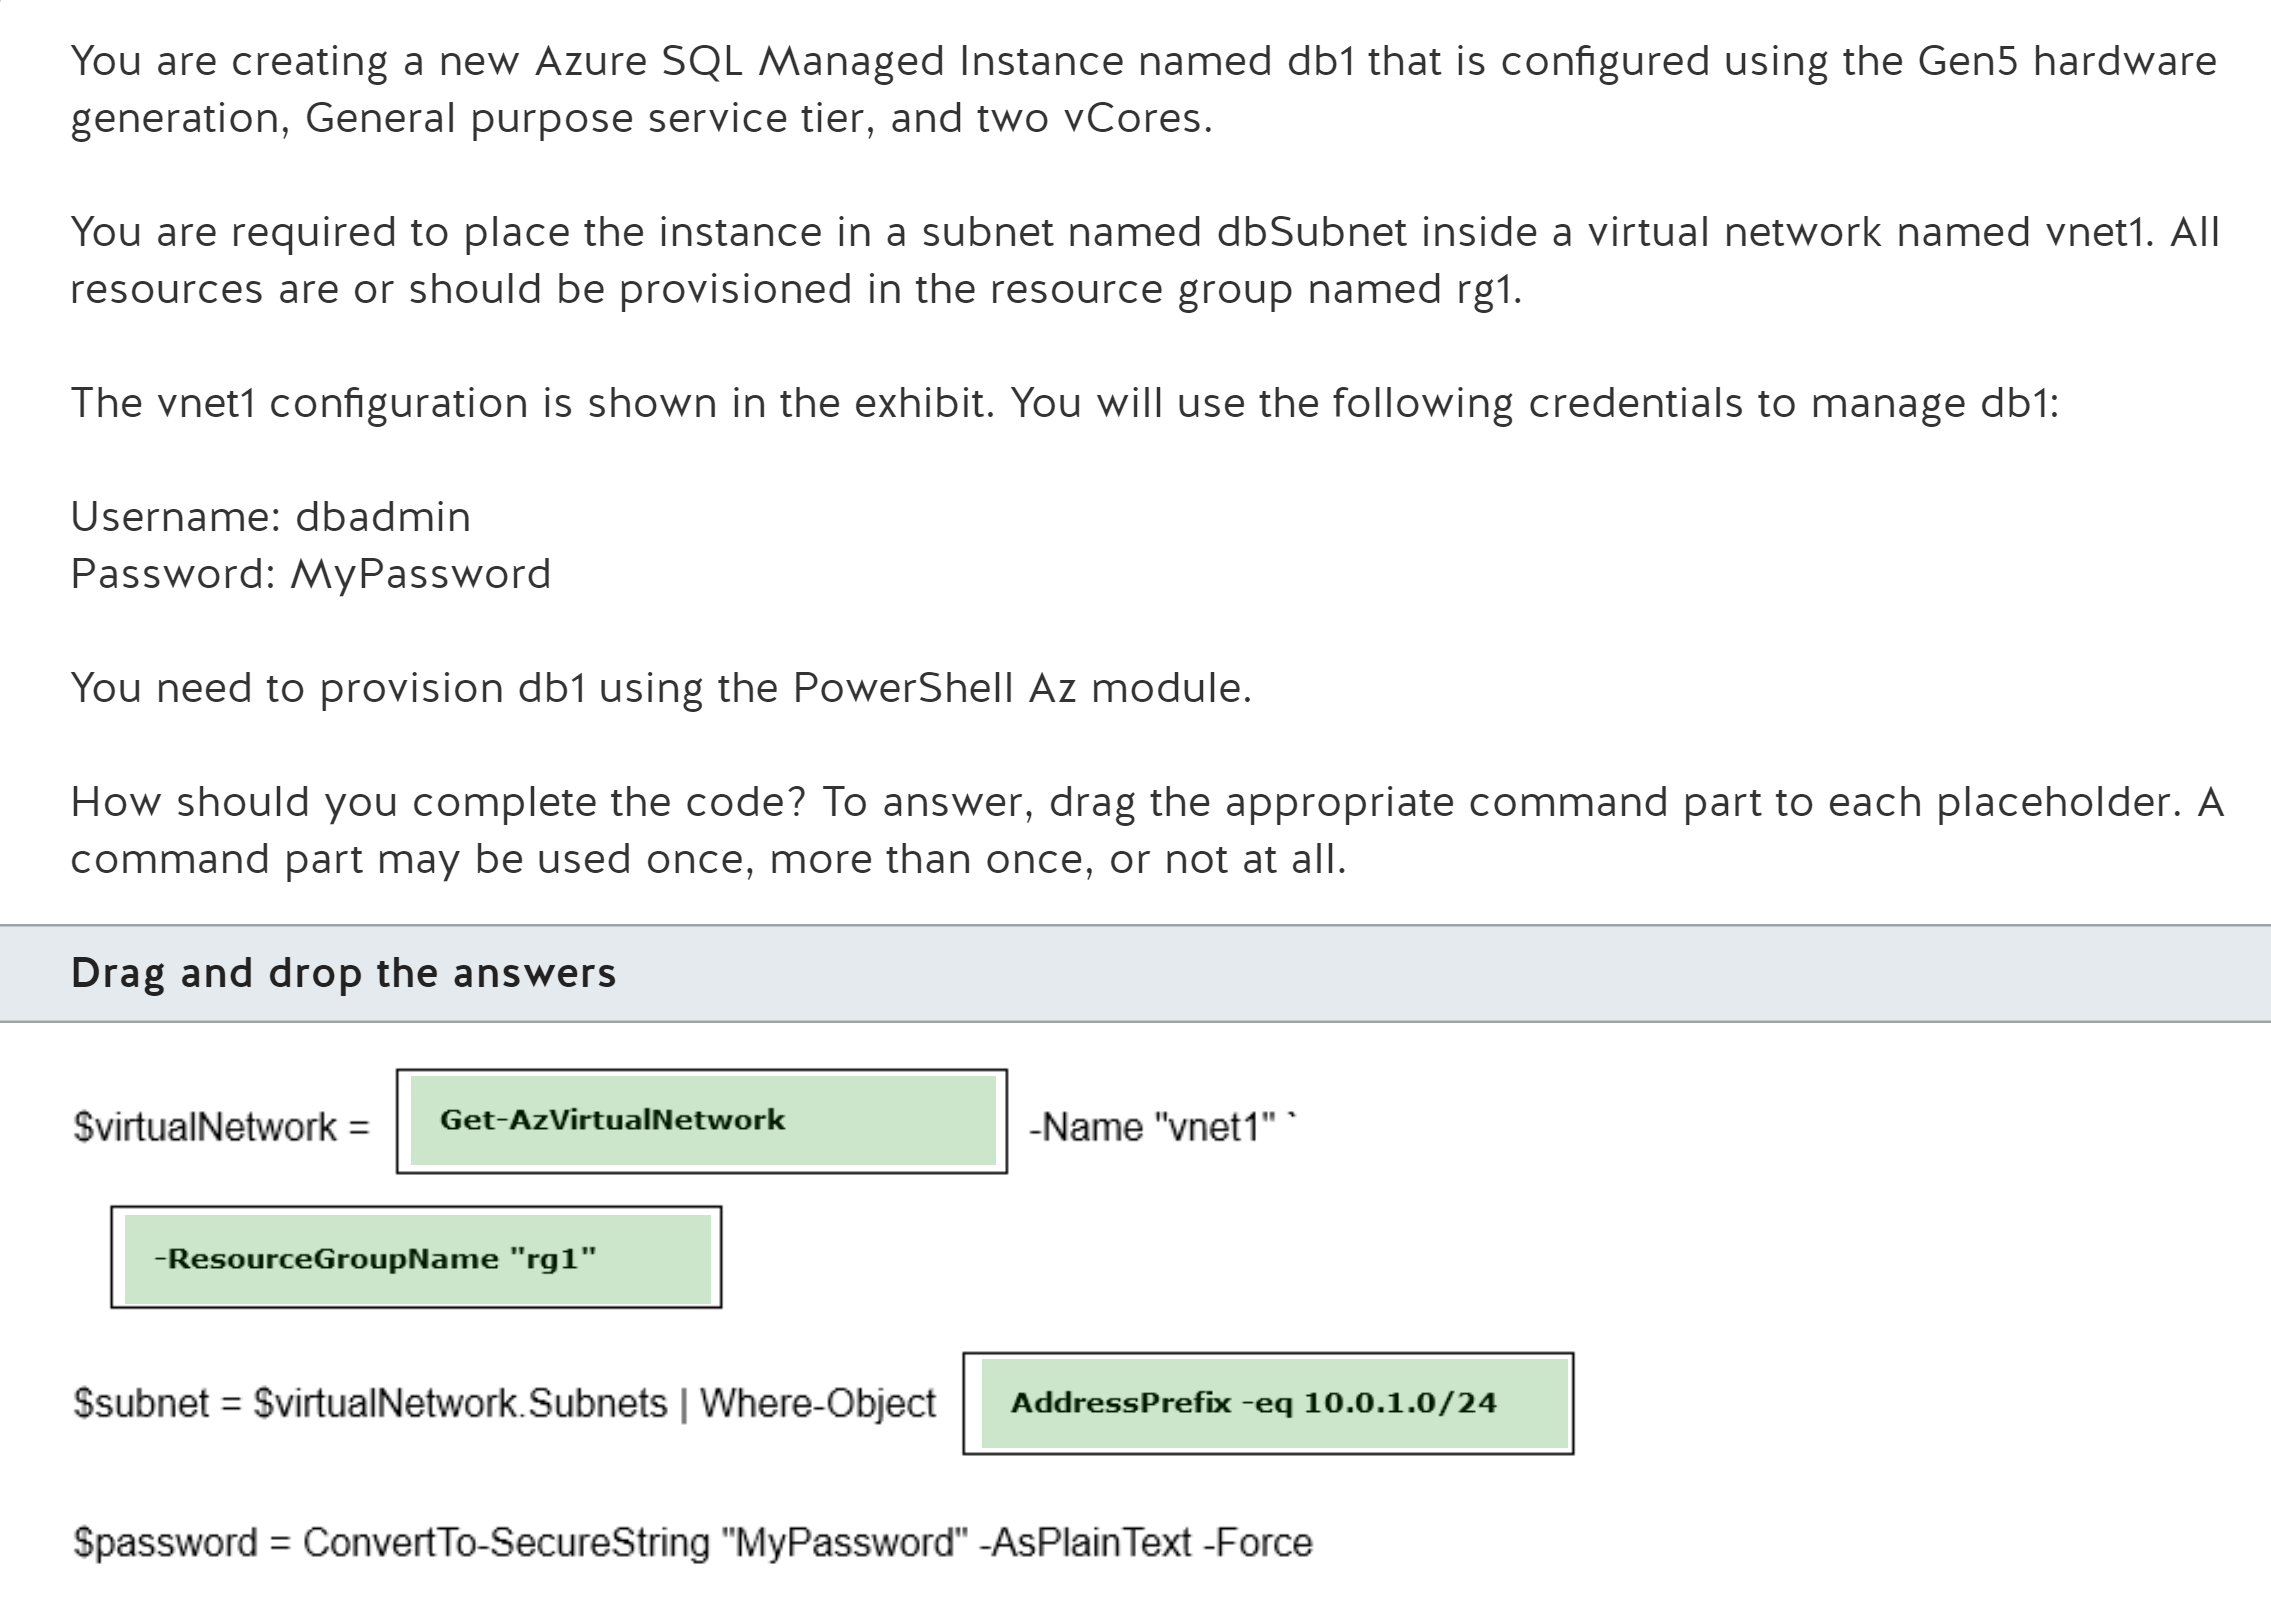 You are creating a new Azure SQL Managed Instance named db1 that is configured using the Gen5 hardware
generation, General purpose service tier, and two vCores.
You are required to place the instance in a subnet named dbSubnet inside a virtual network named vnet1. All
resources are or should be provisioned in the resource group named rg1.
The vnet1 configuration is shown in the exhibit. You will use the following credentials to manage db1:
Username: dbadmin
Password: MyPassword
You need to provision db1 using the PowerShell Az module.
How should you complete the code? To answer, drag the appropriate command part to each placeholder. A
command part may be used once, more than once, or not at all.
Drag and drop the answers
$virtualNetwork = Get-AzVirtualNetwork -Name "vnet1" `
-ResourceGroupName "rg1"
$subnet = $virtualNetwork.Subnets | Where-Object AddressPrefix -eq 10.0.1.0/24
$password = ConvertTo-SecureString "MyPassword" -AsPlainText -Force